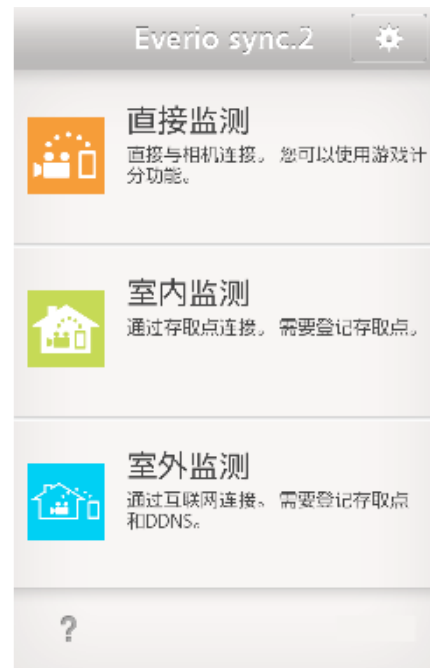 Everio sync.2
直接监测
直接与相机连接。 您可以使用游戏计
分功能。
室内监测
通过存取点连接。 需要登记存取点。
室外监测
通过互联网连接。 需要登记存取点
和DDNS。
?